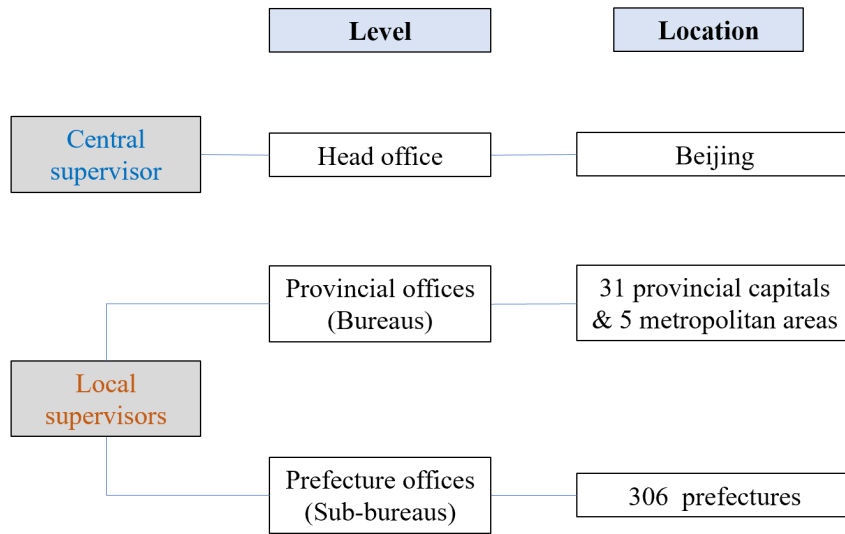 Level
Location
Central
supervisor
Head office
Beijing
Provincial offices
(Bureaus)
31 provincial capitals
& 5 metropolitan areas
Local
supervisors
Prefecture offices
(Sub-bureaus)
306 prefectures